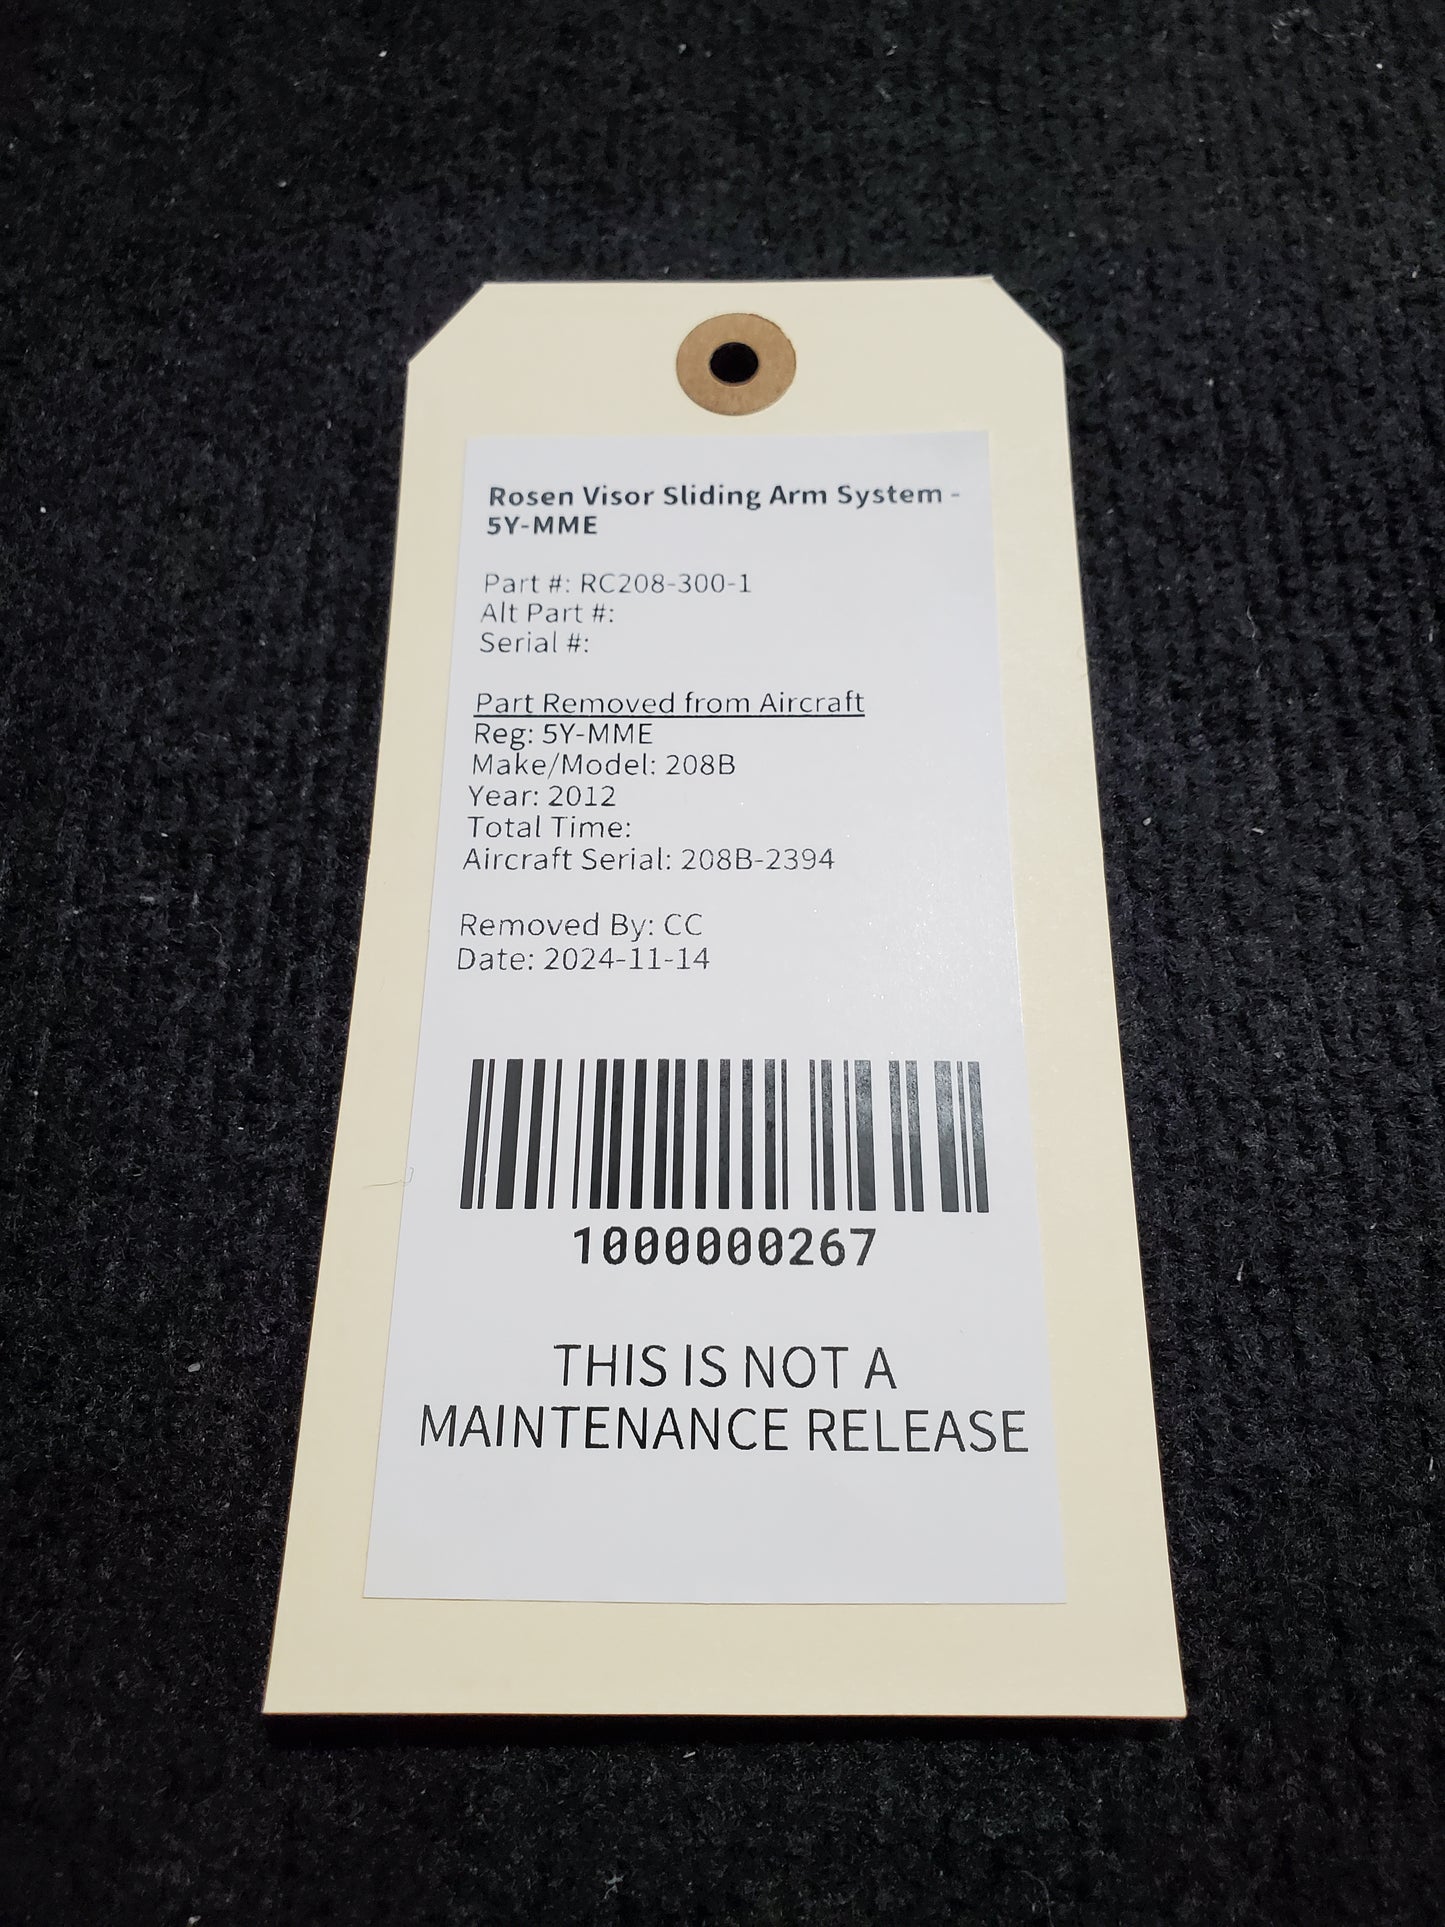 Rosen Visor Sliding Arm System -
5Y-MME
Part #: RC208-300-1
Alt Part #:
Serial #:
Part Removed from Aircraft
Reg: 5Y-MME
Make/Model: 208B
Year: 2012
Total Time:
Aircraft Serial: 208B-2394
Removed By: CC
Date: 2024-11-14
1000000267
THIS IS NOT A
MAINTENANCE RELEASE